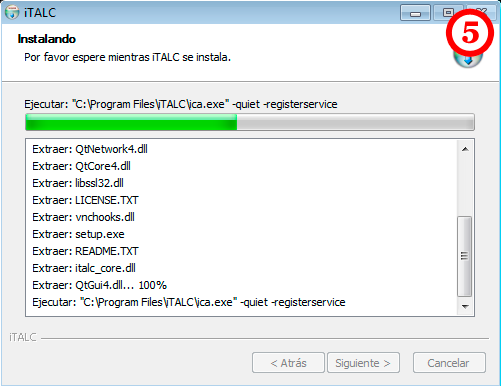 iTALC
5
Instalando
Por favor espere mientras iTALC se instala.
Ejecutar: "C:\Program Files\iTALC\ica.exe" -quiet -registerservice
Extraer: QtNetwork4.dll
Extraer: QtCore4.dll
Extraer: libssl32.dll
Extraer: LICENSE.TXT
Extraer: vnchooks.dll
Extraer: setup.exe
Extraer: README.TXT
Extraer: italc_core.dll
Extraer: QtGui4.dll... 100%
Ejecutar: "C:\Program Files\iTALC\ica.exe" -quiet -registerservice
iTALC
< Atrás
Siguiente >
Cancelar